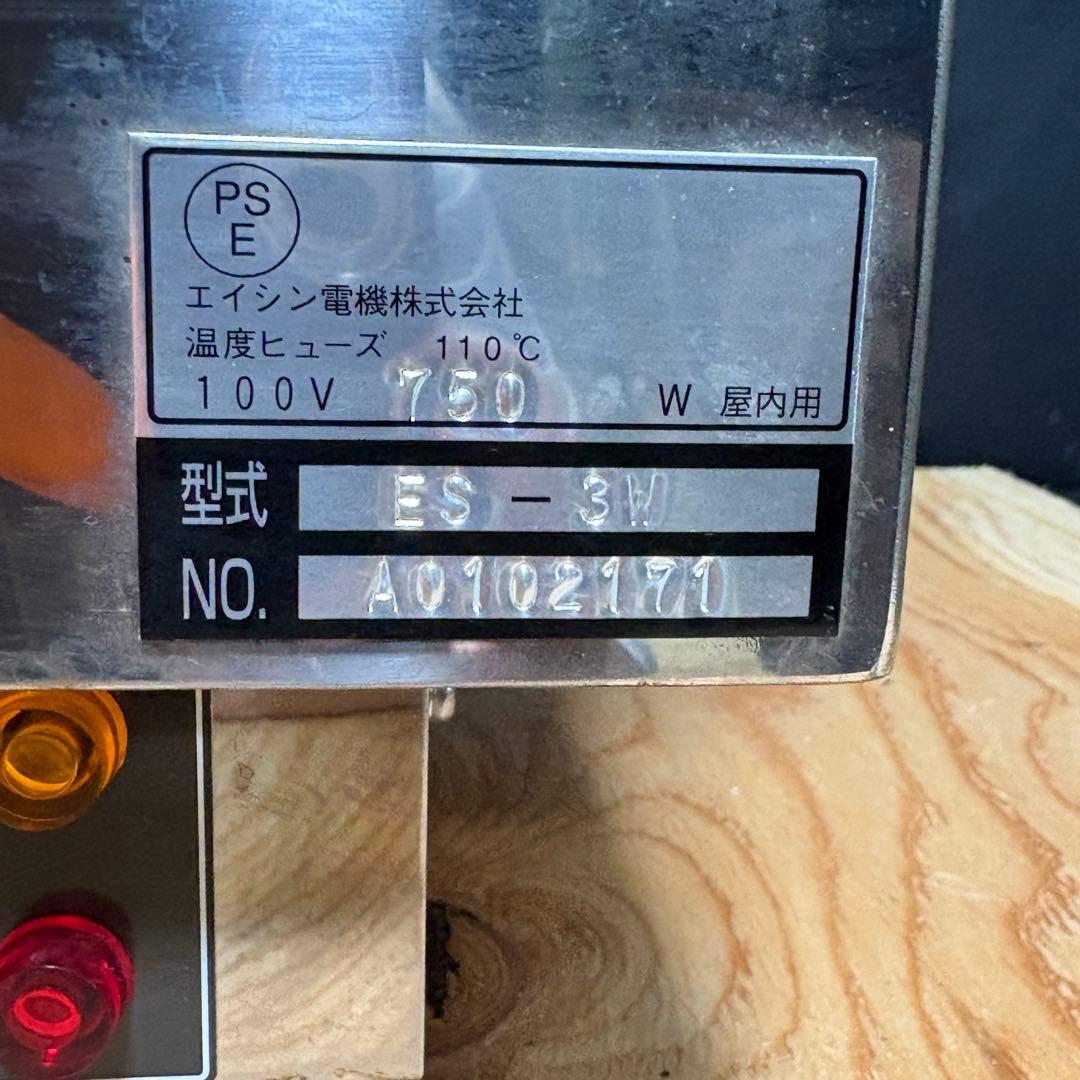 PS
E
エイシン電機株式会社
温度ヒューズ 110℃
100V 750 W 屋内用
型式 ES-3W
NO. A0102171